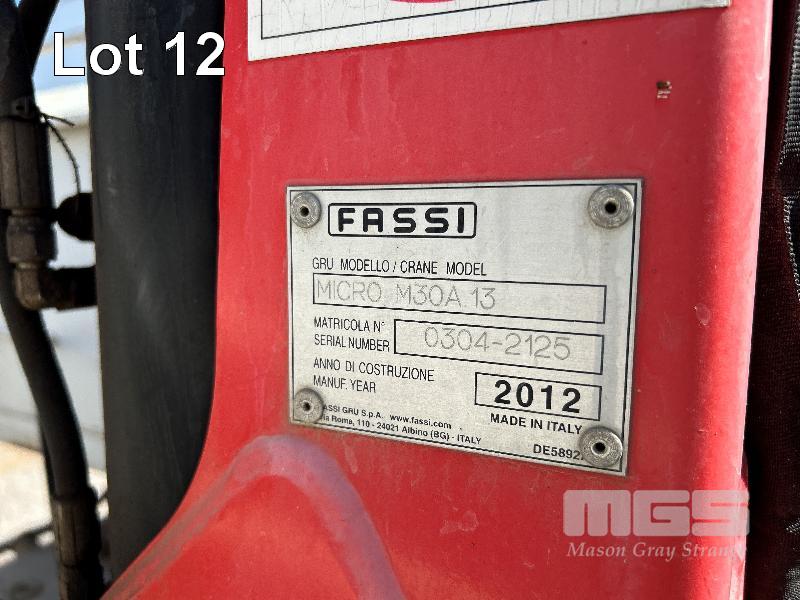 Lot 12
FASSI
GRU MODELLO / CRANE MODEL
MICRO M30A.13
MATRICOLA N°
SERIAL NUMBER
0304-2125
ANNO DI COSTRUZIONE
MANUF. YEAR
2012
MADE IN ITALY
FASSI GRU S.p.A. www.fassi.com
Via Roma, 110 - 24021 Albino (BG) - ITALY
DE5892
MGS
Mason Gray Strange